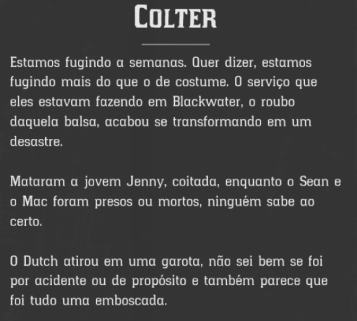 COLTER
Estamos fugindo a semanas. Quer dizer, estamos
fugindo mais do que o de costume. O serviço que
eles estavam fazendo em Blackwater, o roubo
daquela balsa, acabou se transformando em um
desastre.
Mataram a jovem Jenny, coitada, enquanto o Sean e
o Mac foram presos ou mortos, ninguém sabe ao
certo.
O Dutch atirou em uma garota, não sei bem se foi
por acidente ou de propósito e também parece que
foi tudo uma emboscada.